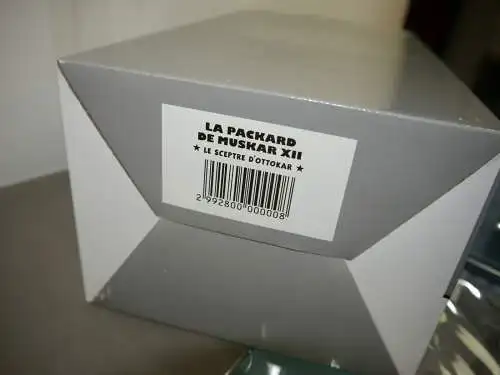 LA PACKARD
DE MUSKAR XII
★ LE SCEPTRE D'OTTOKAR ★
2 992800 000008